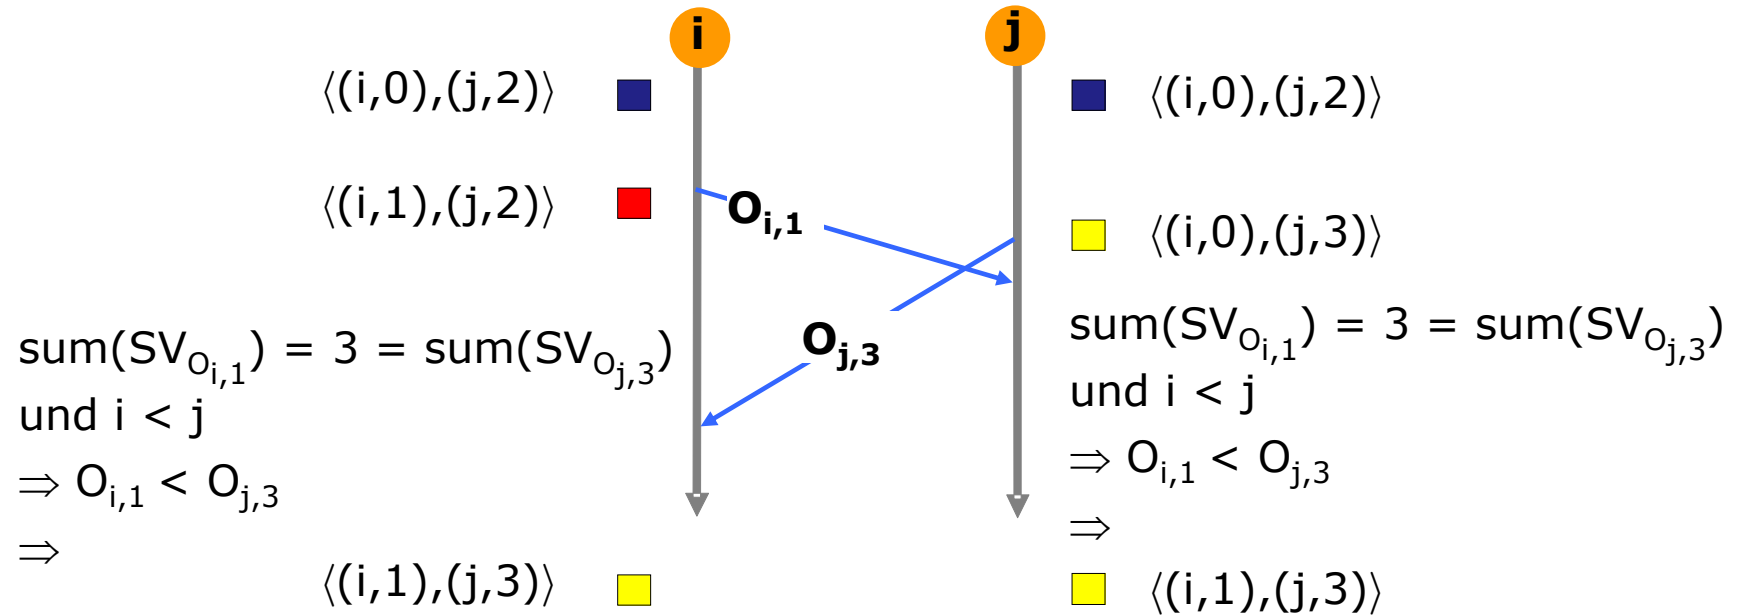 i
j
⟨(i,0),(j,2)⟩
⟨(i,0),(j,2)⟩
⟨(i,1),(j,2)⟩
O_{i,1}
⟨(i,0),(j,3)⟩
O_{j,3}
sum(SV_{O_{i,1}}) = 3 = sum(SV_{O_{j,3}})
und i < j
⇒ O_{i,1} < O_{j,3}
⇒
⟨(i,1),(j,3)⟩
sum(SV_{O_{i,1}}) = 3 = sum(SV_{O_{j,3}})
und i < j
⇒ O_{i,1} < O_{j,3}
⇒
⟨(i,1),(j,3)⟩